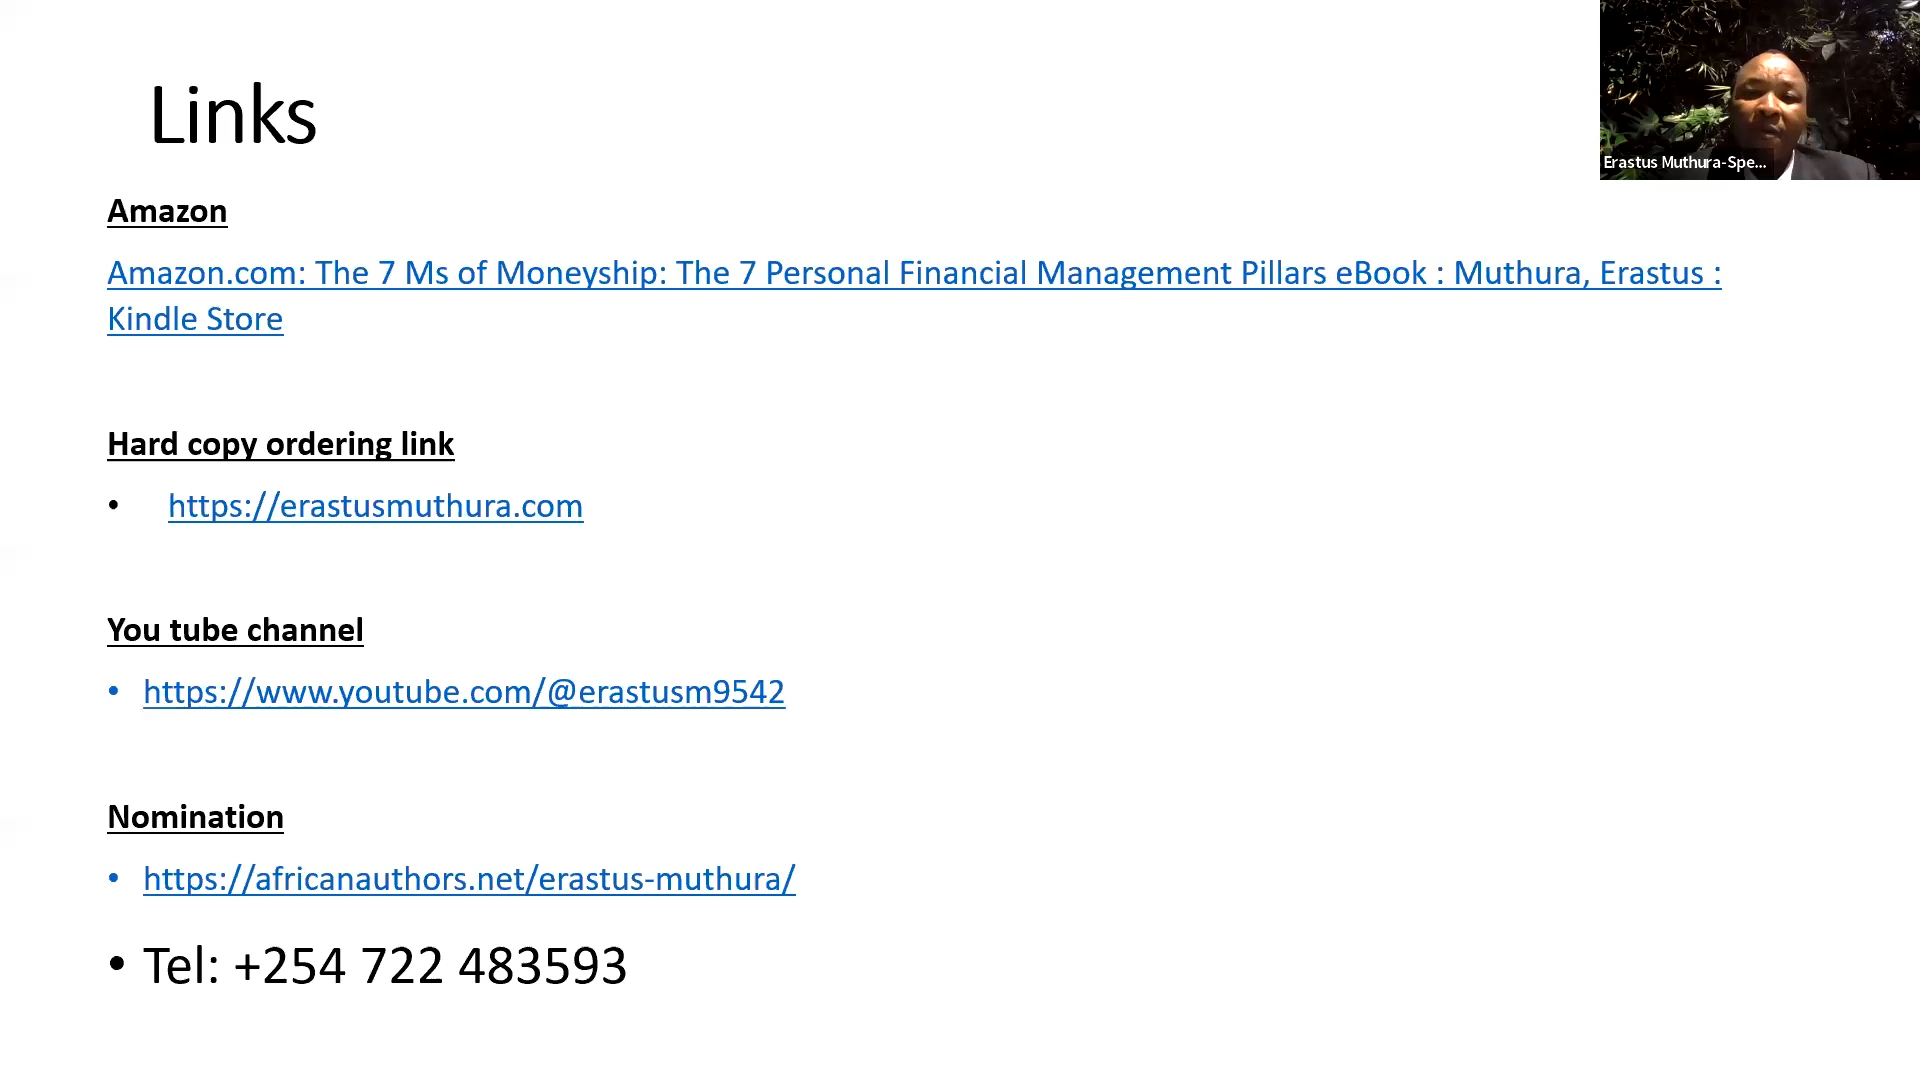 Links
Erastus Muthura-Spe...
Amazon
Amazon.com: The 7 Ms of Moneyship: The 7 Personal Financial Management Pillars eBook : Muthura, Erastus :
Kindle Store
Hard copy ordering link
• https://erastusmuthura.com
You tube channel
• https://www.youtube.com/@erastusm9542
Nomination
• https://africanauthors.net/erastus-muthura/
• Tel: +254 722 483593